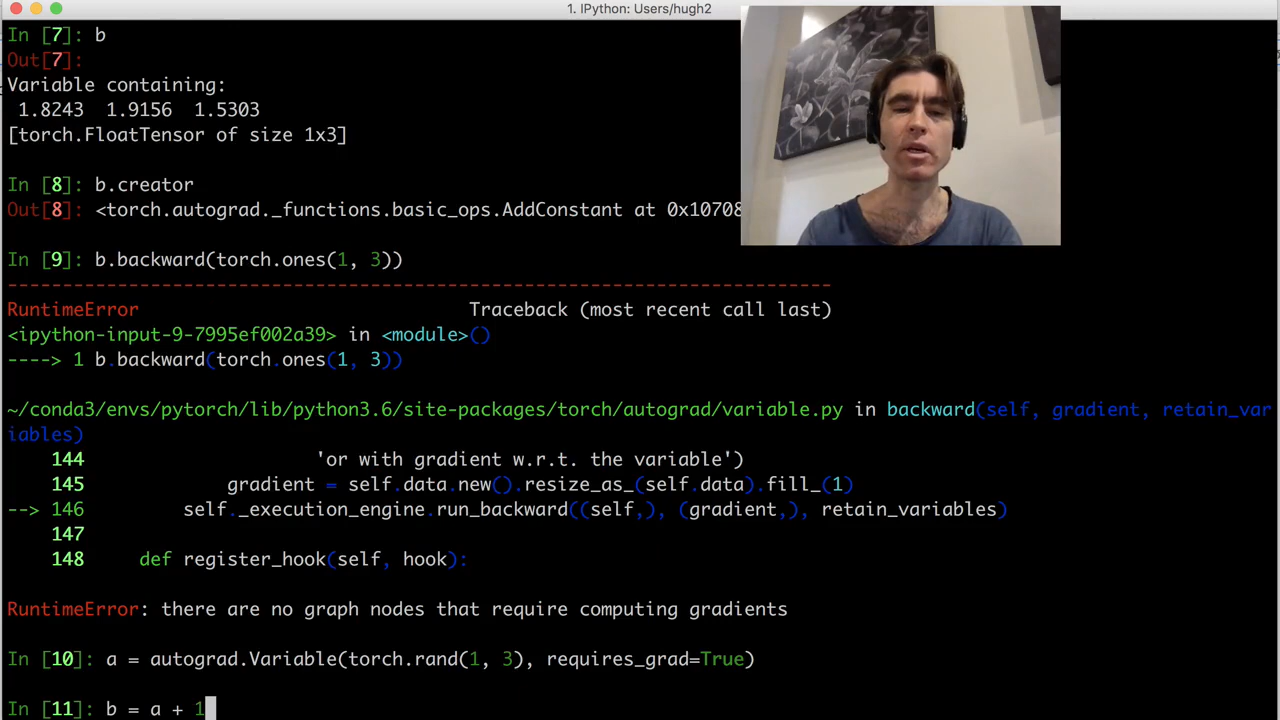 1. IPython: Users/hugh2
In [7]: b
Out[7]:
Variable containing:
1.8243  1.9156  1.5303
[torch.FloatTensor of size 1x3]
In [8]: b.creator
Out[8]: <torch.autograd._functions.basic_ops.AddConstant at 0x10708
In [9]: b.backward(torch.ones(1, 3))
---------------------------------------------------------------------------
RuntimeError                              Traceback (most recent call last)
<ipython-input-9-7995ef002a39> in <module>()
----> 1 b.backward(torch.ones(1, 3))
~/conda3/envs/pytorch/lib/python3.6/site-packages/torch/autograd/variable.py in backward(self, gradient, retain_var
iables)
144                     'or with gradient w.r.t. the variable')
145             gradient = self.data.new().resize_as_(self.data).fill_(1)
--> 146         self._execution_engine.run_backward((self,), (gradient,), retain_variables)
147
148     def register_hook(self, hook):
RuntimeError: there are no graph nodes that require computing gradients
In [10]: a = autograd.Variable(torch.rand(1, 3), requires_grad=True)
In [11]: b = a + 1